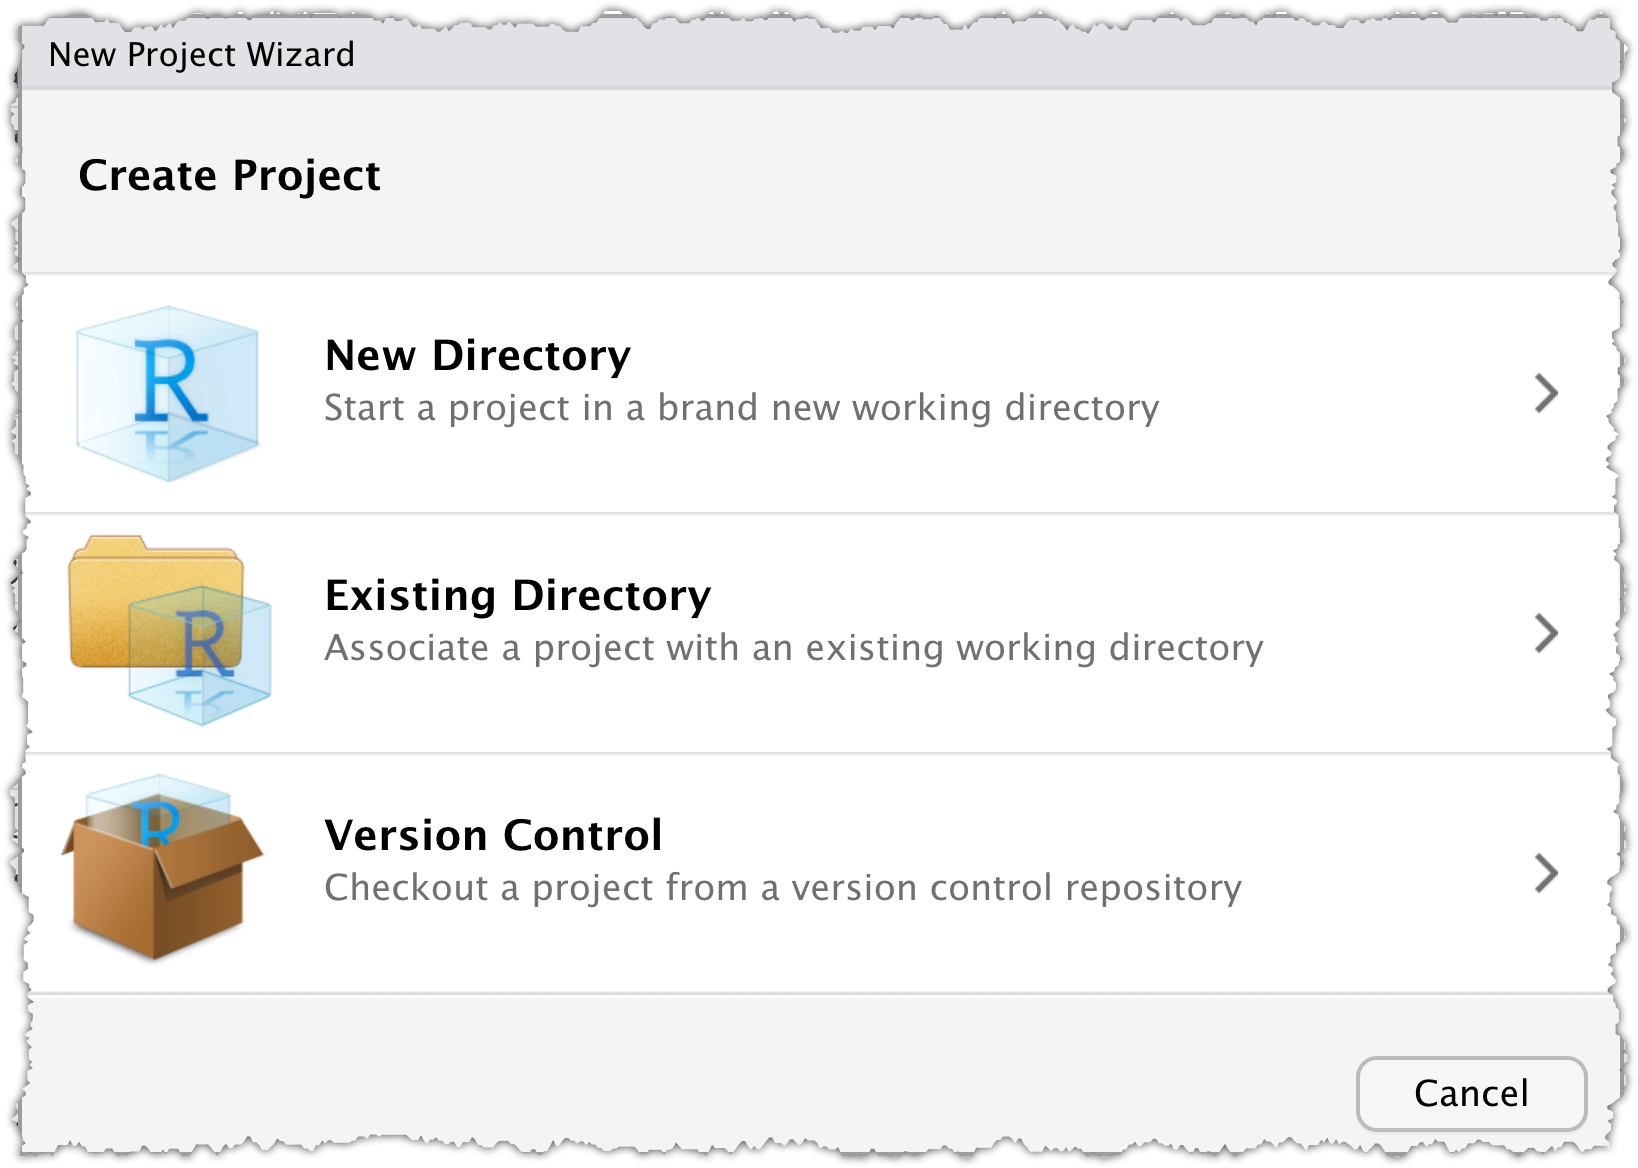 New Project Wizard
Create Project
R
New Directory
Start a project in a brand new working directory
R
Existing Directory
Associate a project with an existing working directory
R
Version Control
Checkout a project from a version control repository
Cancel